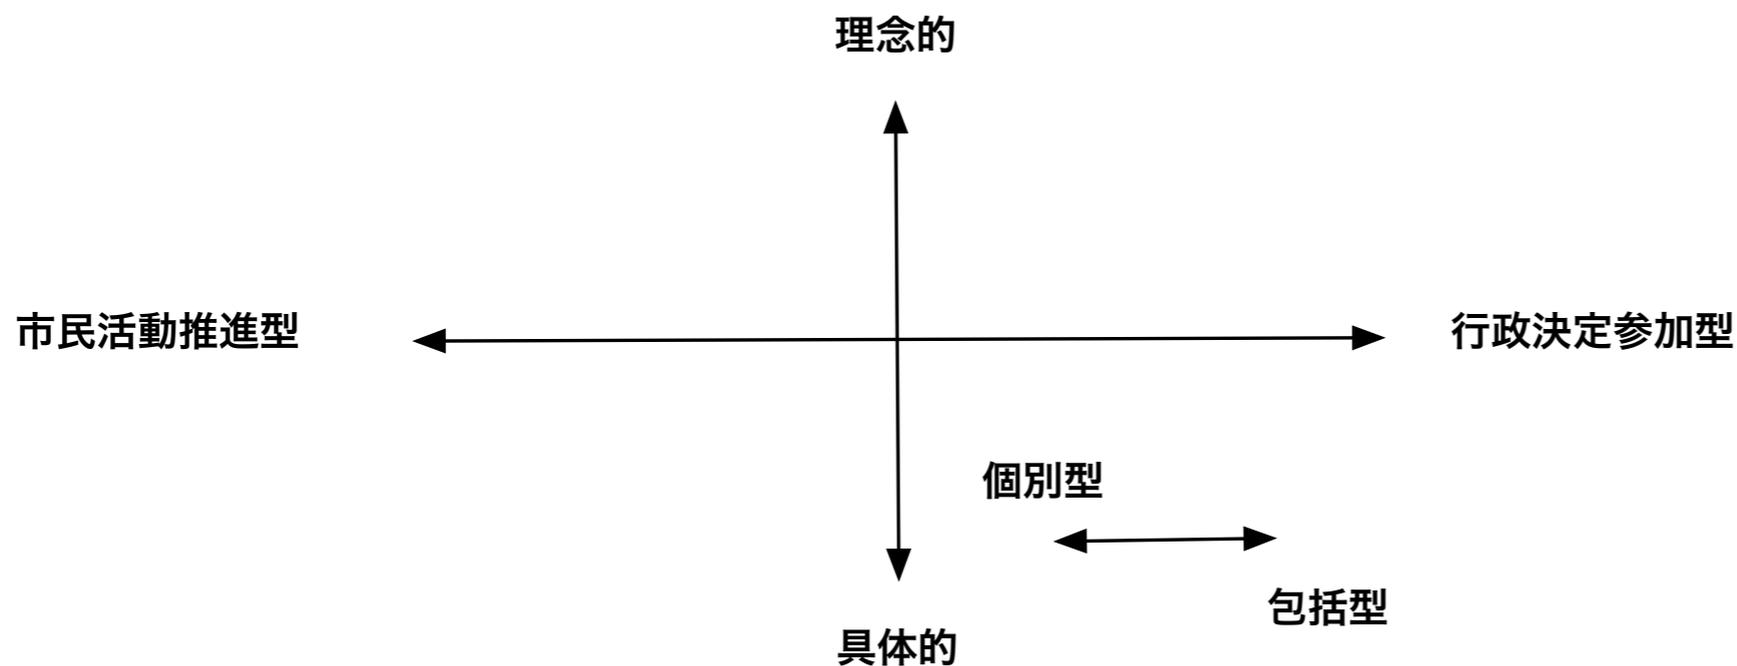 理念的
市民活動推進型
行政決定参加型
個別型
包括型
具体的